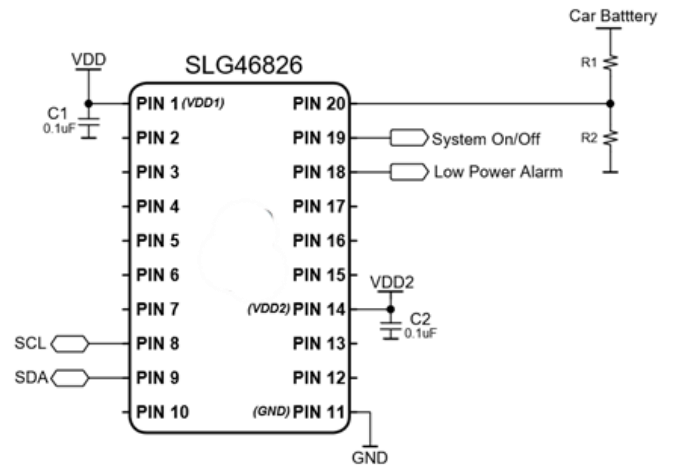 Car Batttery
R1
VDD
SLG46826
C1
0.1uF
PIN 1 (VDD1)
PIN 20
PIN 2
PIN 19
System On/Off
R2
PIN 3
PIN 18
Low Power Alarm
PIN 4
PIN 17
PIN 5
PIN 16
PIN 6
PIN 15
VDD2
PIN 7
(VDD2) PIN 14
C2
0.1uF
SCL
PIN 8
PIN 13
SDA
PIN 9
PIN 12
PIN 10
(GND) PIN 11
GND